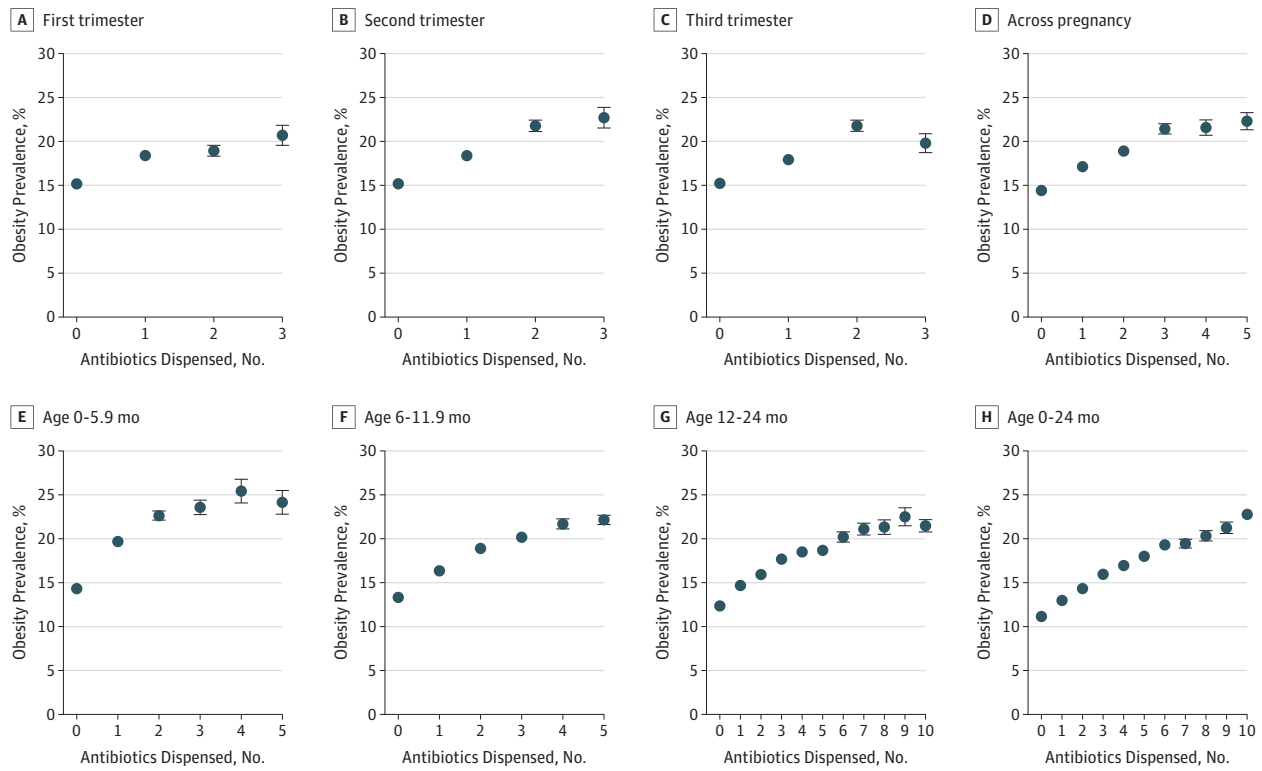 A First trimester
Obesity Prevalence, %
30
25
20
15
10
5
0
0 1 2 3
Antibiotics Dispensed, No.
B Second trimester
Obesity Prevalence, %
30
25
20
15
10
5
0
0 1 2 3
Antibiotics Dispensed, No.
C Third trimester
Obesity Prevalence, %
30
25
20
15
10
5
0
0 1 2 3
Antibiotics Dispensed, No.
D Across pregnancy
Obesity Prevalence, %
30
25
20
15
10
5
0
0 1 2 3 4 5
Antibiotics Dispensed, No.
E Age 0-5.9 mo
Obesity Prevalence, %
30
25
20
15
10
5
0
0 1 2 3 4 5
Antibiotics Dispensed, No.
F Age 6-11.9 mo
Obesity Prevalence, %
30
25
20
15
10
5
0
0 1 2 3 4 5
Antibiotics Dispensed, No.
G Age 12-24 mo
Obesity Prevalence, %
30
25
20
15
10
5
0
0 1 2 3 4 5 6 7 8 9 10
Antibiotics Dispensed, No.
H Age 0-24 mo
Obesity Prevalence, %
30
25
20
15
10
5
0
0 1 2 3 4 5 6 7 8 9 10
Antibiotics Dispensed, No.